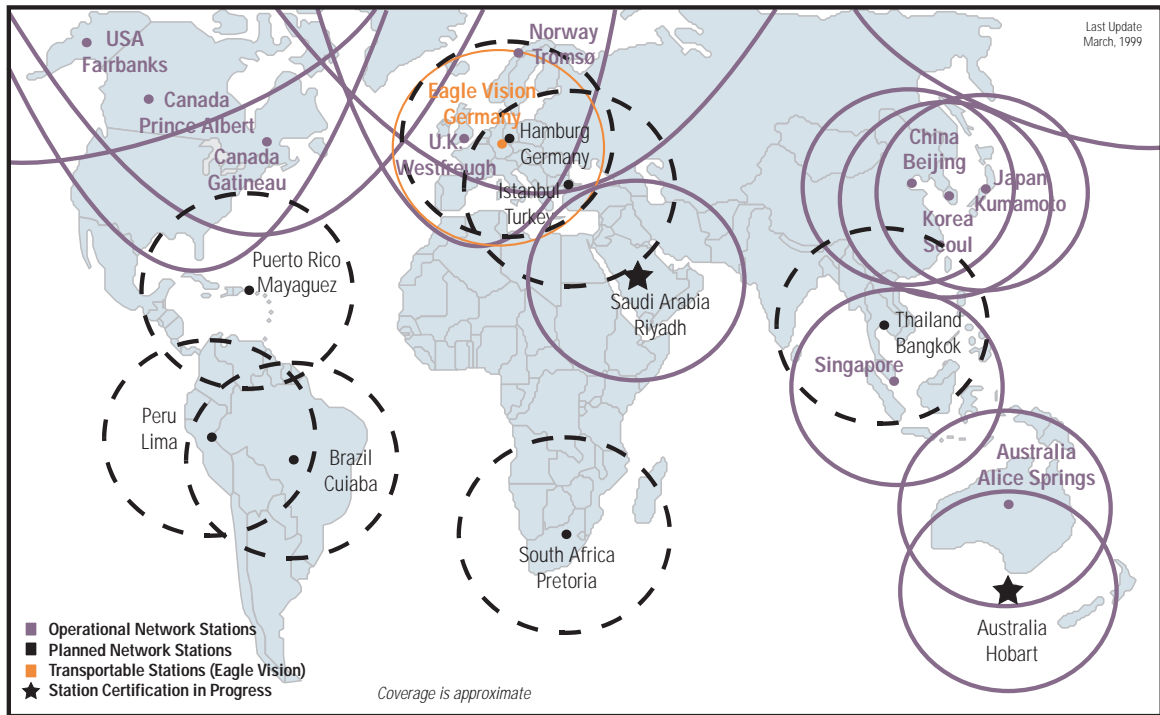 Last Update
March, 1999
USA
Fairbanks
Canada
Prince Albert
Canada
Gatineau
Norway
Tromsø
Eagle Vision
Germany
Hamburg
Germany
U.K.
Westfreugh
Istanbul
Turkey
China
Beijing
Japan
Kumamoto
Korea
Seoul
Puerto Rico
Mayaguez
Saudi Arabia
Riyadh
Thailand
Bangkok
Singapore
Peru
Lima
Brazil
Cuiaba
Australia
Alice Springs
South Africa
Pretoria
Australia
Hobart
Operational Network Stations
Planned Network Stations
Transportable Stations (Eagle Vision)
Station Certification in Progress
Coverage is approximate